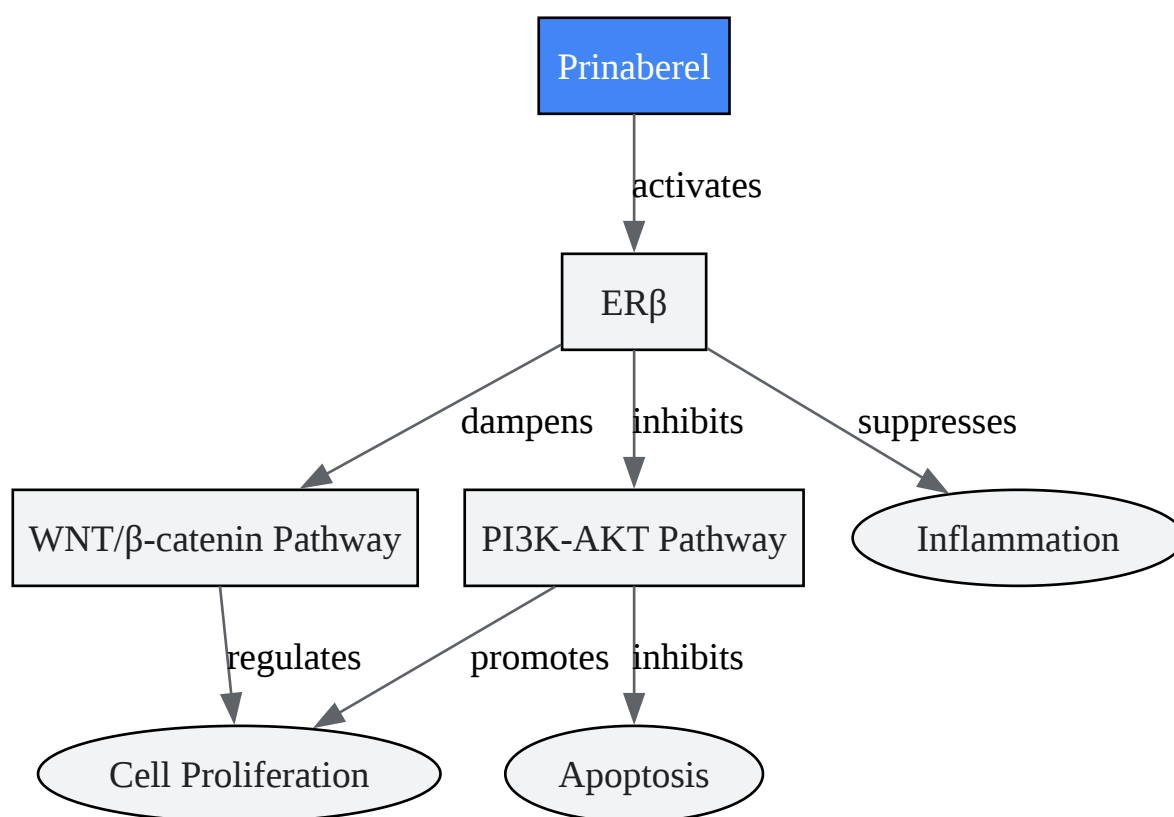 Prinaberel
activates
ERβ
dampens
inhibits
suppresses
WNT/β-catenin Pathway
PI3K-AKT Pathway
Inflammation
regulates
promotes
inhibits
Cell Proliferation
Apoptosis